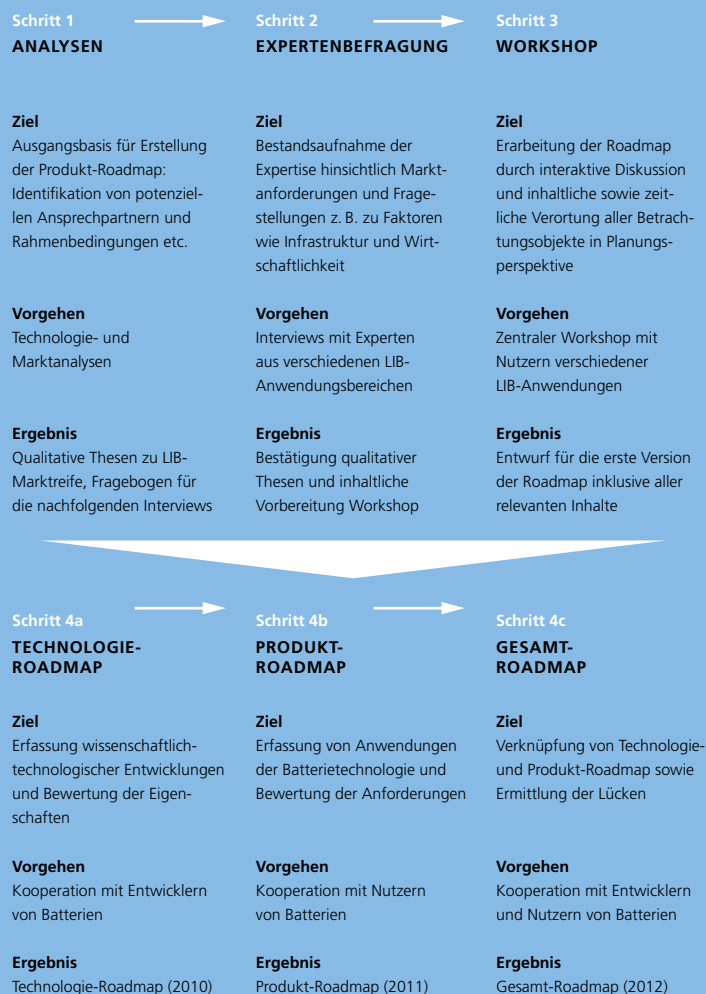 Schritt 1
ANALYSEN
Ziel
Ausgangsbasis für Erstellung
der Produkt-Roadmap:
Identifikation von potenziel-
len Ansprechpartnern und
Rahmenbedingungen etc.
Vorgehen
Technologie- und
Marktanalysen
Ergebnis
Qualitative Thesen zu LIB-
Marktreife, Fragebogen für
die nachfolgenden Interviews
Schritt 2
EXPERTENBEFRAGUNG
Ziel
Bestandsaufnahme der
Expertise hinsichtlich Markt-
anforderungen und Frage-
stellungen z. B. zu Faktoren
wie Infrastruktur und Wirt-
schaftlichkeit
Vorgehen
Interviews mit Experten
aus verschiedenen LIB-
Anwendungsbereichen
Ergebnis
Bestätigung qualitativer
Thesen und inhaltliche
Vorbereitung Workshop
Schritt 3
WORKSHOP
Ziel
Erarbeitung der Roadmap
durch interaktive Diskussion
und inhaltliche sowie zeit-
liche Verortung aller Betrach-
tungsobjekte in Planungs-
perspektive
Vorgehen
Zentraler Workshop mit
Nutzern verschiedener
LIB-Anwendungen
Ergebnis
Entwurf für die erste Version
der Roadmap inklusive aller
relevanten Inhalte
Schritt 4a
TECHNOLOGIE-
ROADMAP
Ziel
Erfassung wissenschaftlich-
technologischer Entwicklungen
und Bewertung der Eigen-
schaften
Vorgehen
Kooperation mit Entwicklern
von Batterien
Ergebnis
Technologie-Roadmap (2010)
Schritt 4b
PRODUKT-
ROADMAP
Ziel
Erfassung von Anwendungen
der Batterietechnologie und
Bewertung der Anforderungen
Vorgehen
Kooperation mit Nutzern
von Batterien
Ergebnis
Produkt-Roadmap (2011)
Schritt 4c
GESAMT-
ROADMAP
Ziel
Verknüpfung von Technologie-
und Produkt-Roadmap sowie
Ermittlung der Lücken
Vorgehen
Kooperation mit Entwicklern
und Nutzern von Batterien
Ergebnis
Gesamt-Roadmap (2012)